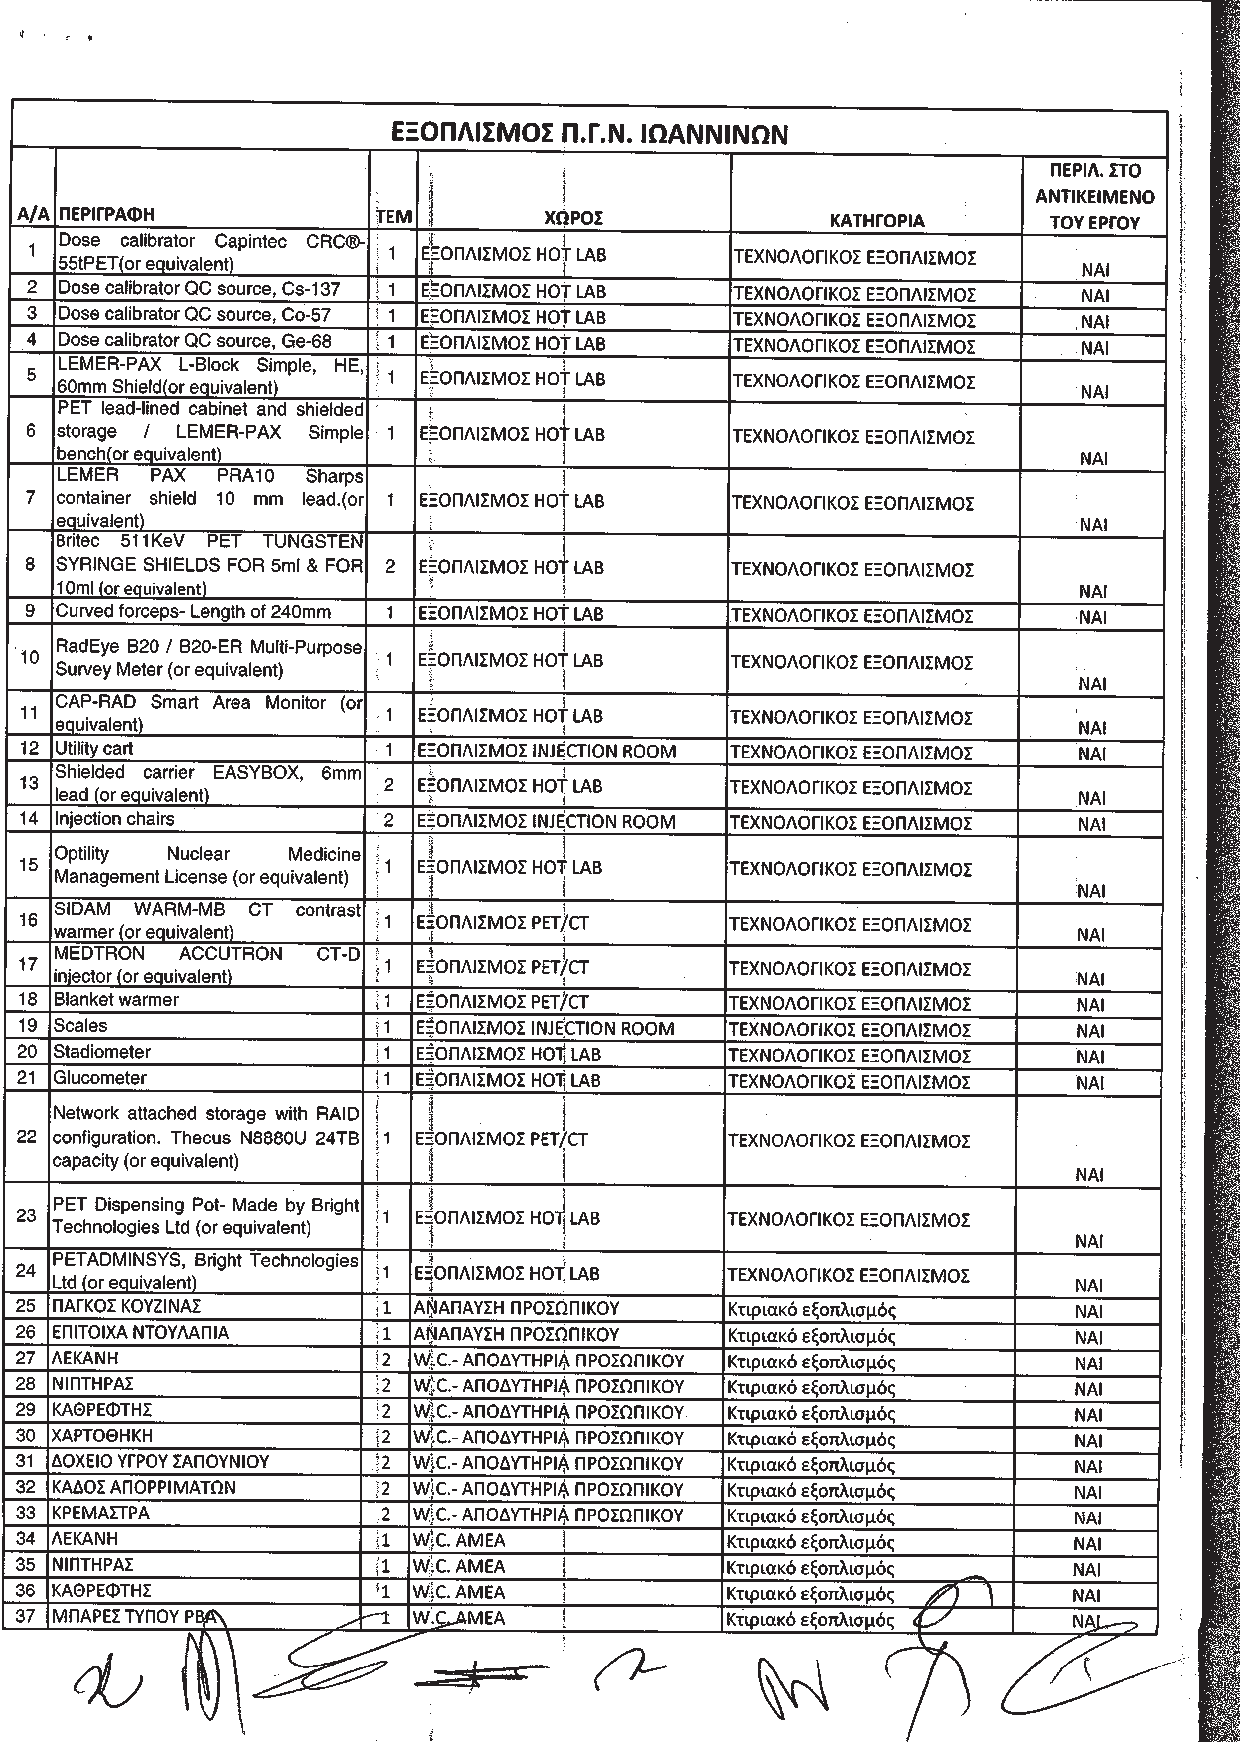 ΕΞΟΠΛΙΣΜΟΣ Π.Γ.Ν. ΙΩΑΝΝΙΝΩΝ
Α/Α ΠΕΡΙΓΡΑΦΗ ΤΕΜ ΧΩΡΟΣ ΚΑΤΗΓΟΡΙΑ ΠΕΡΙΛ. ΣΤΟ
ΑΝΤΙΚΕΙΜΕΝΟ
ΤΟΥ ΕΡΓΟΥ
1 Dose calibrator Capintec CRC®-
55tPET(or equivalent) 1 ΕΞΟΠΛΙΣΜΟΣ HOT LAB ΤΕΧΝΟΛΟΓΙΚΟΣ ΕΞΟΠΛΙΣΜΟΣ ΝΑΙ
2 Dose calibrator QC source, Cs-137 1 ΕΞΟΠΛΙΣΜΟΣ HOT LAB ΤΕΧΝΟΛΟΓΙΚΟΣ ΕΞΟΠΛΙΣΜΟΣ ΝΑΙ
3 Dose calibrator QC source, Co-57 1 ΕΞΟΠΛΙΣΜΟΣ HOT LAB ΤΕΧΝΟΛΟΓΙΚΟΣ ΕΞΟΠΛΙΣΜΟΣ ΝΑΙ
4 Dose calibrator QC source, Ge-68 1 ΕΞΟΠΛΙΣΜΟΣ HOT LAB ΤΕΧΝΟΛΟΓΙΚΟΣ ΕΞΟΠΛΙΣΜΟΣ ΝΑΙ
5 LEMER-PAX L-Block Simple, HE,
60mm Shield(or equivalent) 1 ΕΞΟΠΛΙΣΜΟΣ HOT LAB ΤΕΧΝΟΛΟΓΙΚΟΣ ΕΞΟΠΛΙΣΜΟΣ ΝΑΙ
PET lead-lined cabinet and shielded
6 storage / LEMER-PAX Simple 1 ΕΞΟΠΛΙΣΜΟΣ HOT LAB ΤΕΧΝΟΛΟΓΙΚΟΣ ΕΞΟΠΛΙΣΜΟΣ
bench(or equivalent) ΝΑΙ
LEMER PAX PRA10 Sharps
7 container shield 10 mm lead.(or 1 ΕΞΟΠΛΙΣΜΟΣ HOT LAB ΤΕΧΝΟΛΟΓΙΚΟΣ ΕΞΟΠΛΙΣΜΟΣ
equivalent) ΝΑΙ
Britec 511KeV PET TUNGSTEN
8 SYRINGE SHIELDS FOR 5ml & FOR 2 ΕΞΟΠΛΙΣΜΟΣ HOT LAB ΤΕΧΝΟΛΟΓΙΚΟΣ ΕΞΟΠΛΙΣΜΟΣ
10ml (or equivalent) ΝΑΙ
9 Curved forceps- Length of 240mm 1 ΕΞΟΠΛΙΣΜΟΣ HOT LAB ΤΕΧΝΟΛΟΓΙΚΟΣ ΕΞΟΠΛΙΣΜΟΣ ΝΑΙ
10 RadEye B20 / B20-ER Multi-Purpose
Survey Meter (or equivalent) 1 ΕΞΟΠΛΙΣΜΟΣ HOT LAB ΤΕΧΝΟΛΟΓΙΚΟΣ ΕΞΟΠΛΙΣΜΟΣ ΝΑΙ
11 CAP-RAD Smart Area Monitor (or
equivalent) 1 ΕΞΟΠΛΙΣΜΟΣ HOT LAB ΤΕΧΝΟΛΟΓΙΚΟΣ ΕΞΟΠΛΙΣΜΟΣ ΝΑΙ
12 Utility cart 1 ΕΞΟΠΛΙΣΜΟΣ INJECTION ROOM ΤΕΧΝΟΛΟΓΙΚΟΣ ΕΞΟΠΛΙΣΜΟΣ ΝΑΙ
13 Shielded carrier EASYBOX, 6mm
lead (or equivalent) 2 ΕΞΟΠΛΙΣΜΟΣ HOT LAB ΤΕΧΝΟΛΟΓΙΚΟΣ ΕΞΟΠΛΙΣΜΟΣ ΝΑΙ
14 Injection chairs 2 ΕΞΟΠΛΙΣΜΟΣ INJECTION ROOM ΤΕΧΝΟΛΟΓΙΚΟΣ ΕΞΟΠΛΙΣΜΟΣ ΝΑΙ
15 Optility Nuclear Medicine
Management License (or equivalent) 1 ΕΞΟΠΛΙΣΜΟΣ HOT LAB ΤΕΧΝΟΛΟΓΙΚΟΣ ΕΞΟΠΛΙΣΜΟΣ ΝΑΙ
16 SIDAM WARM-MB CT contrast
warmer (or equivalent) 1 ΕΞΟΠΛΙΣΜΟΣ PET/CT ΤΕΧΝΟΛΟΓΙΚΟΣ ΕΞΟΠΛΙΣΜΟΣ ΝΑΙ
17 MEDTRON ACCUTRON CT-D
injector (or equivalent) 1 ΕΞΟΠΛΙΣΜΟΣ PET/CT ΤΕΧΝΟΛΟΓΙΚΟΣ ΕΞΟΠΛΙΣΜΟΣ ΝΑΙ
18 Blanket warmer 1 ΕΞΟΠΛΙΣΜΟΣ PET/CT ΤΕΧΝΟΛΟΓΙΚΟΣ ΕΞΟΠΛΙΣΜΟΣ ΝΑΙ
19 Scales 1 ΕΞΟΠΛΙΣΜΟΣ INJECTION ROOM ΤΕΧΝΟΛΟΓΙΚΟΣ ΕΞΟΠΛΙΣΜΟΣ ΝΑΙ
20 Stadiometer 1 ΕΞΟΠΛΙΣΜΟΣ HOT LAB ΤΕΧΝΟΛΟΓΙΚΟΣ ΕΞΟΠΛΙΣΜΟΣ ΝΑΙ
21 Glucometer 1 ΕΞΟΠΛΙΣΜΟΣ HOT LAB ΤΕΧΝΟΛΟΓΙΚΟΣ ΕΞΟΠΛΙΣΜΟΣ ΝΑΙ
Network attached storage with RAID
22 configuration. Thecus N8880U 24TB 1 ΕΞΟΠΛΙΣΜΟΣ PET/CT ΤΕΧΝΟΛΟΓΙΚΟΣ ΕΞΟΠΛΙΣΜΟΣ
capacity (or equivalent) ΝΑΙ
23 PET Dispensing Pot- Made by Bright
Technologies Ltd (or equivalent) 1 ΕΞΟΠΛΙΣΜΟΣ HOT LAB ΤΕΧΝΟΛΟΓΙΚΟΣ ΕΞΟΠΛΙΣΜΟΣ ΝΑΙ
24 PETADMINSYS, Bright Technologies
Ltd (or equivalent) 1 ΕΞΟΠΛΙΣΜΟΣ HOT LAB ΤΕΧΝΟΛΟΓΙΚΟΣ ΕΞΟΠΛΙΣΜΟΣ ΝΑΙ
25 ΠΑΓΚΟΣ ΚΟΥΖΙΝΑΣ 1 ΑΝΑΠΑΥΣΗ ΠΡΟΣΩΠΙΚΟΥ Κτιριακό εξοπλισμός ΝΑΙ
26 ΕΠΙΤΟΙΧΑ ΝΤΟΥΛΑΠΙΑ 1 ΑΝΑΠΑΥΣΗ ΠΡΟΣΩΠΙΚΟΥ Κτιριακό εξοπλισμός ΝΑΙ
27 ΛΕΚΑΝΗ 2 W.C.- ΑΠΟΔΥΤΗΡΙΑ ΠΡΟΣΩΠΙΚΟΥ Κτιριακό εξοπλισμός ΝΑΙ
28 ΝΙΠΤΗΡΑΣ 2 W.C.- ΑΠΟΔΥΤΗΡΙΑ ΠΡΟΣΩΠΙΚΟΥ Κτιριακό εξοπλισμός ΝΑΙ
29 ΚΑΘΡΕΦΤΗΣ 2 W.C.- ΑΠΟΔΥΤΗΡΙΑ ΠΡΟΣΩΠΙΚΟΥ Κτιριακό εξοπλισμός ΝΑΙ
30 ΧΑΡΤΟΘΗΚΗ 2 W.C.- ΑΠΟΔΥΤΗΡΙΑ ΠΡΟΣΩΠΙΚΟΥ Κτιριακό εξοπλισμός ΝΑΙ
31 ΔΟΧΕΙΟ ΥΓΡΟΥ ΣΑΠΟΥΝΙΟΥ 2 W.C.- ΑΠΟΔΥΤΗΡΙΑ ΠΡΟΣΩΠΙΚΟΥ Κτιριακό εξοπλισμός ΝΑΙ
32 ΚΑΔΟΣ ΑΠΟΡΡΙΜΑΤΩΝ 2 W.C.- ΑΠΟΔΥΤΗΡΙΑ ΠΡΟΣΩΠΙΚΟΥ Κτιριακό εξοπλισμός ΝΑΙ
33 ΚΡΕΜΑΣΤΡΑ 2 W.C.- ΑΠΟΔΥΤΗΡΙΑ ΠΡΟΣΩΠΙΚΟΥ Κτιριακό εξοπλισμός ΝΑΙ
34 ΛΕΚΑΝΗ 1 W.C. ΑΜΕΑ Κτιριακό εξοπλισμός ΝΑΙ
35 ΝΙΠΤΗΡΑΣ 1 W.C. ΑΜΕΑ Κτιριακό εξοπλισμός ΝΑΙ
36 ΚΑΘΡΕΦΤΗΣ 1 W.C. ΑΜΕΑ Κτιριακό εξοπλισμός ΝΑΙ
37 ΜΠΑΡΕΣ ΤΥΠΟΥ PBA 1 W.C. ΑΜΕΑ Κτιριακό εξοπλισμός ΝΑΙ